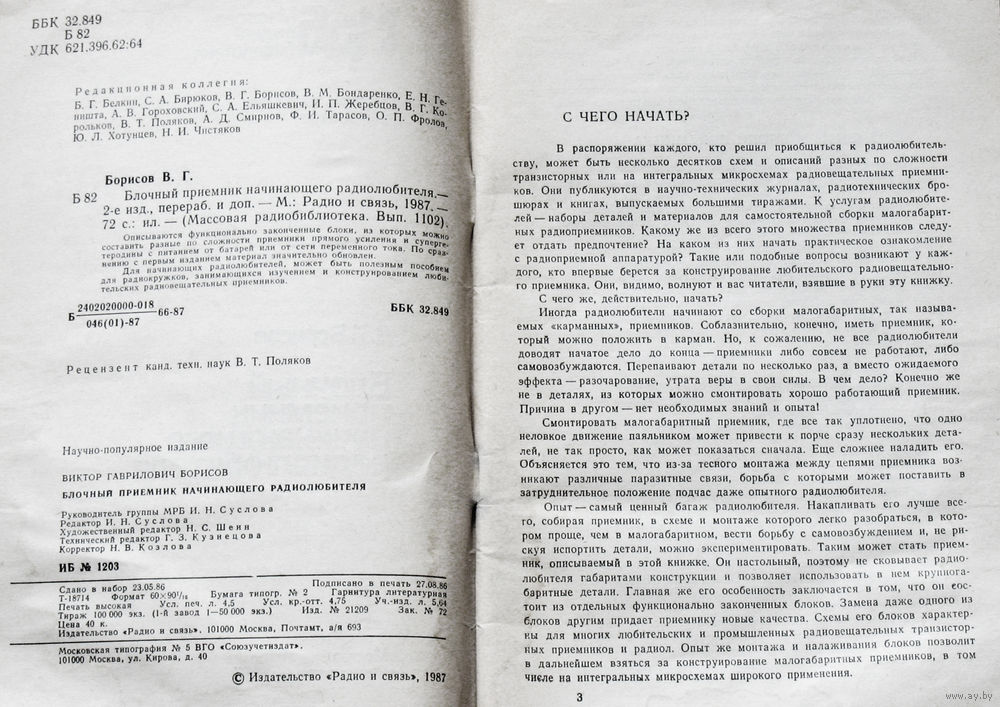 ББК 32.849
Б 82
УДК 621.396.62:64
Редакционная коллегия:
Б. Г. Белкин, С. А. Бирюков, В. Г. Борисов, В. М. Бондаренко, Е. Н. Ге-
ништа, А. В. Гороховский, С. А. Ельяшкевич, И. П. Жеребцов, В. Г. Ко-
рольков, В. Т. Поляков, А. Д. Смирнов, Ф. И. Тарасов, О. П. Фролов,
Ю. Л. Хотунцев, Н. И. Чистяков
Борисов В. Г.
Б 82 Блочный приемник начинающего радиолюбителя.—
2-е изд., перераб. и доп. — М.: Радио и связь, 1987. —
72 с.: ил. — (Массовая радиобиблиотека. Вып. 1102).
Описываются функционально законченные блоки, из которых можно
составить разные по сложности приемники прямого усиления и суперге-
теродины с питанием от батарей или от сети переменного тока. По срав-
нению с первым изданием материал значительно обновлен.
Для начинающих радиолюбителей, может быть полезным пособием
для радиокружков, занимающихся изучением и конструированием люби-
тельских радиовещательных приемников.
Б 2402020000-018 66-87 ББК 32.849
046(01)-87
Рецензент канд. техн. наук В. Т. Поляков
Научно-популярное издание
ВИКТОР ГАВРИЛОВИЧ БОРИСОВ
БЛОЧНЫЙ ПРИЕМНИК НАЧИНАЮЩЕГО РАДИОЛЮБИТЕЛЯ
Руководитель группы МРБ И. Н. Суслова
Редактор И. Н. Суслова
Художественный редактор Н. С. Шеин
Технический редактор Г. З. Кузнецова
Корректор Н. В. Козлова
ИБ № 1203
Сдано в набор 23.05.86 Подписано в печать 27.08.86
Т-18714 Формат 60×90¹/₁₆ Бумага типогр. № 2 Гарнитура литературная
Печать высокая Усл. печ. л. 4,5 Усл. кр.-отт. 4,75 Уч.-изд. л. 5,64
Тираж 100 000 экз. (1-й завод 1—50 000 экз.) Изд. № 21209 Зак. № 72
Цена 40 к.
Издательство «Радио и связь». 101000 Москва, Почтамт, а/я 693
Московская типография № 5 ВГО «Союзучетиздат».
101000 Москва, ул. Кирова, д. 40
© Издательство «Радио и связь», 1987
С ЧЕГО НАЧАТЬ?
В распоряжении каждого, кто решил приобщиться к радиолюбитель-
ству, может быть несколько десятков схем и описаний разных по сложности
транзисторных или на интегральных микросхемах радиовещательных приемни-
ков. Они публикуются в научно-технических журналах, радиотехнических бро-
шюрах и книгах, выпускаемых большими тиражами. К услугам радиолюбите-
лей — наборы деталей и материалов для самостоятельной сборки малогабарит-
ных радиоприемников. Какому же из всего этого множества приемников следу-
ет отдать предпочтение? На каком из них начать практическое ознакомление
с радиоприемной аппаратурой? Такие или подобные вопросы возникают у каж-
дого, кто впервые берется за конструирование любительского радиовещательно-
го приемника. Они, видимо, волнуют и вас читатели, взявшие в руки эту книжку.
С чего же, действительно, начать?
Иногда радиолюбители начинают со сборки малогабаритных, так называ-
емых «карманных», приемников. Соблазнительно, конечно, иметь приемник, ко-
торый можно положить в карман. Но, к сожалению, не все радиолюбители
доводят начатое дело до конца — приемники либо совсем не работают, либо
самовозбуждаются. Перепаивают детали по несколько раз, а вместо ожидаемого
эффекта — разочарование, утрата веры в свои силы. В чем дело? Конечно же
не в деталях, из которых можно смонтировать хорошо работающий приемник.
Причина в другом — нет необходимых знаний и опыта!
Смонтировать малогабаритный приемник, где все так уплотнено, что одно
неловкое движение паяльником может привести к порче сразу нескольких дета-
лей, не так просто, как может показаться сначала. Еще сложнее наладить его.
Объясняется это тем, что из-за тесного монтажа между цепями приемника воз-
никают различные паразитные связи, борьба с которыми может поставить в
затруднительное положение подчас даже опытного радиолюбителя.
Опыт — самый ценный багаж радиолюбителя. Накапливать его лучше все-
го, собирая приемник, в схеме и монтаже которого легко разобраться, в кото-
ром проще, чем в малогабаритном, вести борьбу с самовозбуждением и, не ри-
скуя испортить детали, можно экспериментировать. Таким может стать прием-
ник, описываемый в этой книжке. Он настольный, поэтому не сковывает радио-
любителя габаритами конструкции и позволяет использовать в нем крупнога-
баритные детали. Главная же его особенность заключается в том, что он сос-
тоит из отдельных функционально законченных блоков. Замена даже одного из
блоков другим придает приемнику новые качества. Схемы его блоков характер-
ны для многих любительских и промышленных радиовещательных транзистор-
ных приемников и радиол. Опыт же монтажа и налаживания блоков позволит
в дальнейшем взяться за конструирование малогабаритных приемников, в том
числе на интегральных микросхемах широкого применения.
3
www.ay.by